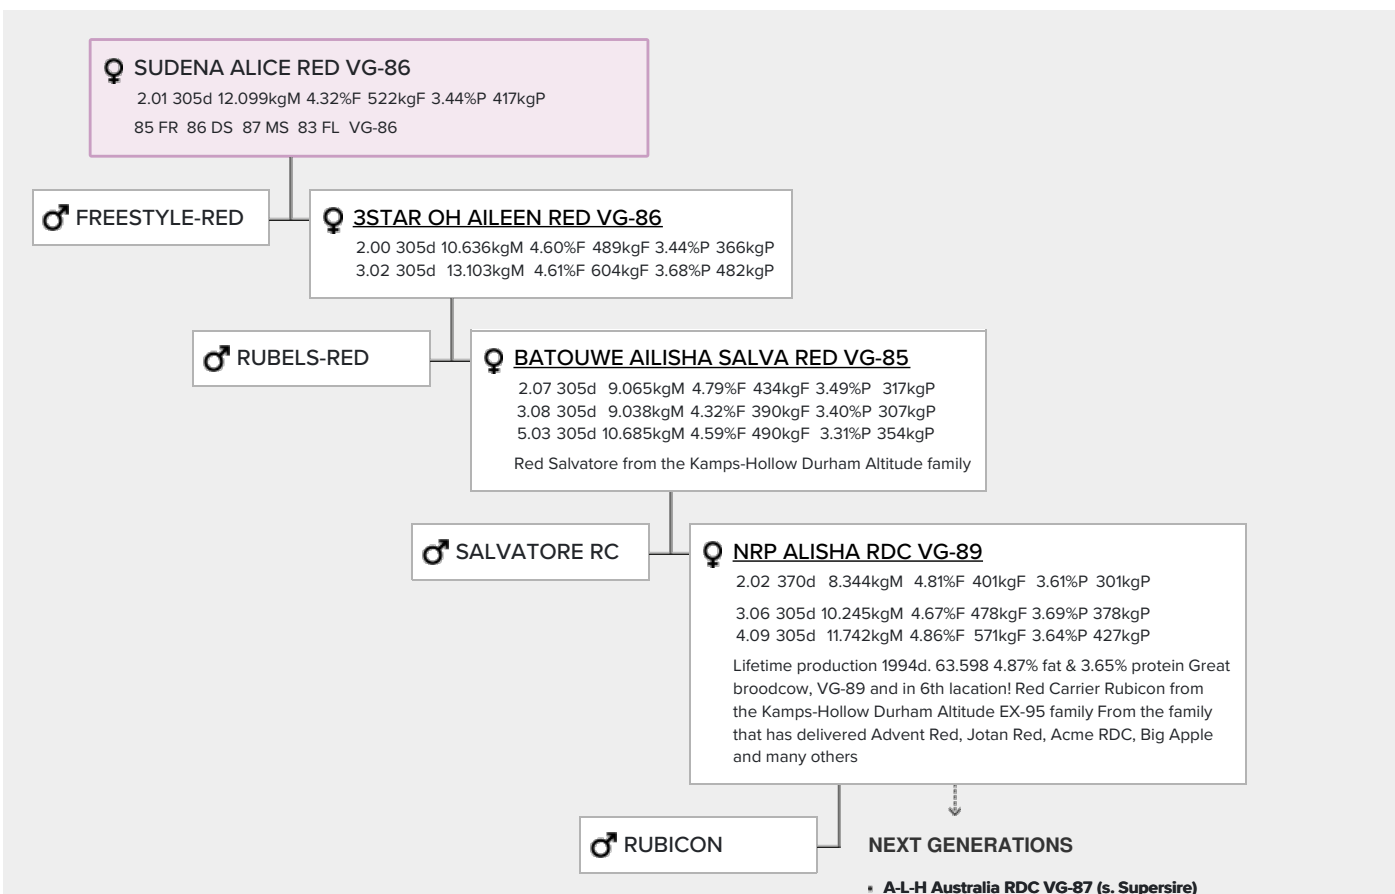 SUDENA ALICE RED VG-86
2.01 305d 12.099kgM 4.32%F 522kgF 3.44%P 417kgP
85 FR 86 DS 87 MS 83 FL VG-86
FREESTYLE-RED
3STAR OH AILEEN RED VG-86
2.00 305d 10.636kgM 4.60%F 489kgF 3.44%P 366kgP
3.02 305d 13.103kgM 4.61%F 604kgF 3.68%P 482kgP
RUBELS-RED
BATOUWE AILISHA SALVA RED VG-85
2.07 305d 9.065kgM 4.79%F 434kgF 3.49%P 317kgP
3.08 305d 9.038kgM 4.32%F 390kgF 3.40%P 307kgP
5.03 305d 10.685kgM 4.59%F 490kgF 3.31%P 354kgP
Red Salvatore from the Kamps-Hollow Durham Altitude family
SALVATORE RC
NRP ALISHA RDC VG-89
2.02 370d 8.344kgM 4.81%F 401kgF 3.61%P 301kgP
3.06 305d 10.245kgM 4.67%F 478kgF 3.69%P 378kgP
4.09 305d 11.742kgM 4.86%F 571kgF 3.64%P 427kgP
Lifetime production 1994d. 63.598 4.87% fat & 3.65% protein Great
broodcow, VG-89 and in 6th lacation! Red Carrier Rubicon from
the Kamps-Hollow Durham Altitude EX-95 family From the family
that has delivered Advent Red, Jotan Red, Acme RDC, Big Apple
and many others
RUBICON
NEXT GENERATIONS
A-L-H Australia RDC VG-87 (s. Supersire)